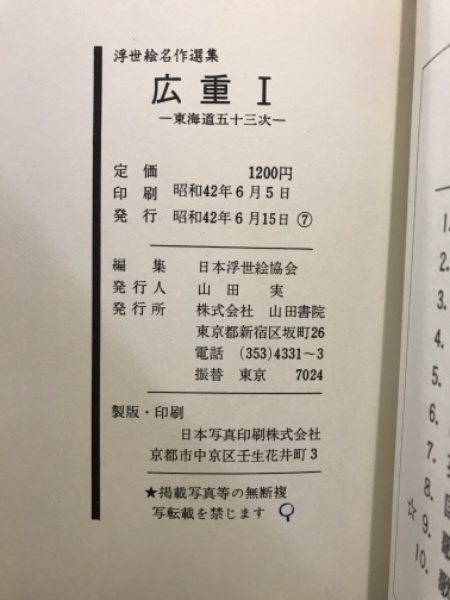 浮世絵名作選集
広重 I
―東海道五十三次―
定価 1200円
印刷 昭和42年6月5日
発行 昭和42年6月15日 ⑦
編集 日本浮世絵協会
発行人 山田 実
発行所 株式会社 山田書院
東京都新宿区坂町26
電話 (353)4331~3
振替 東京 7024
製版・印刷
日本写真印刷株式会社
京都市中京区壬生花井町3
★掲載写真等の無断複
写転載を禁じます
1.
2.
3.
4.
5.
6.
7.
8.
☆9.
10. 歌